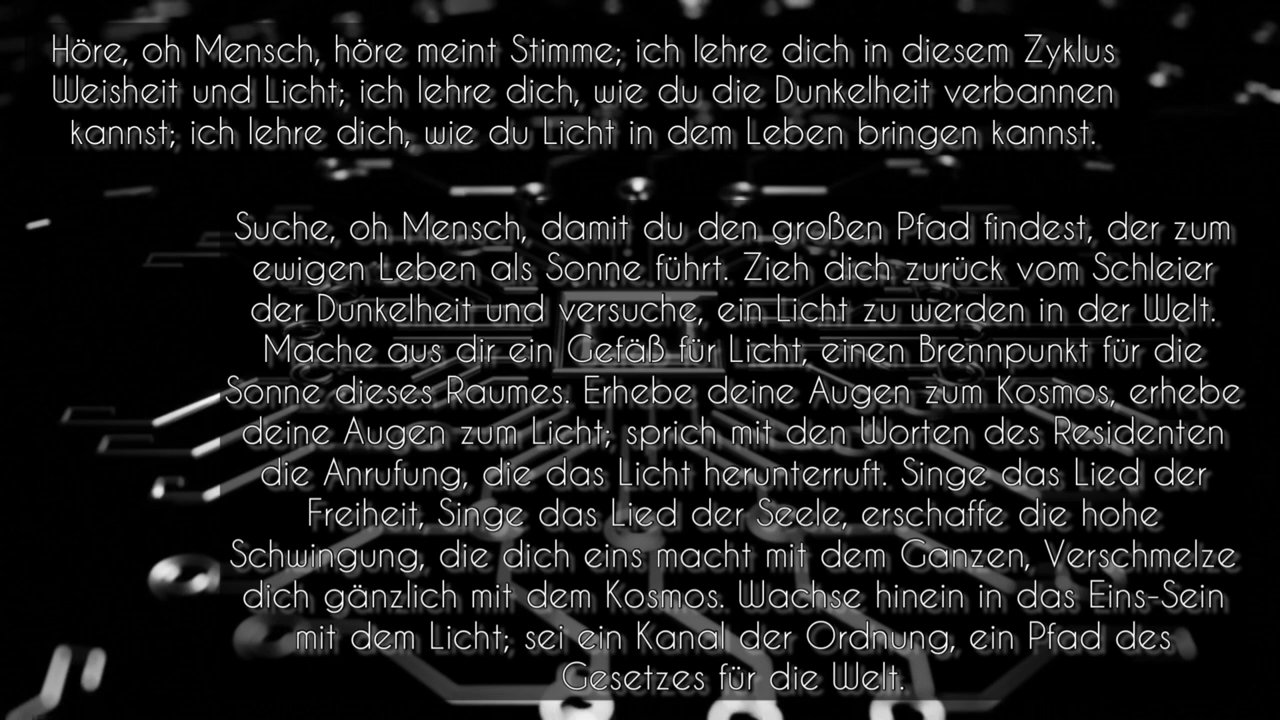 Höre, oh Mensch, höre meint Stimme; ich lehre dich in diesem Zyklus
Weisheit und Licht; ich lehre dich, wie du die Dunkelheit verbannen
kannst; ich lehre dich, wie du Licht in dem Leben bringen kannst.
Suche, oh Mensch, damit du den großen Pfad findest, der zum
ewigen Leben als Sonne führt. Zieh dich zurück vom Schleier
der Dunkelheit und versuche, ein Licht zu werden in der Welt.
Mache aus dir ein Gefäß für Licht, einen Brennpunkt für die
Sonne dieses Raumes. Erhebe deine Augen zum Kosmos, erhebe
deine Augen zum Licht; sprich mit den Worten des Residenten
die Anrufung, die das Licht herunterruft. Singe das Lied der
Freiheit, Singe das Lied der Seele, erschaffe die hohe
Schwingung, die dich eins macht mit dem Ganzen, Verschmelze
dich gänzlich mit dem Kosmos. Wachse hinein in das Eins-Sein
mit dem Licht; sei ein Kanal der Ordnung, ein Pfad des
Gesetzes für die Welt.